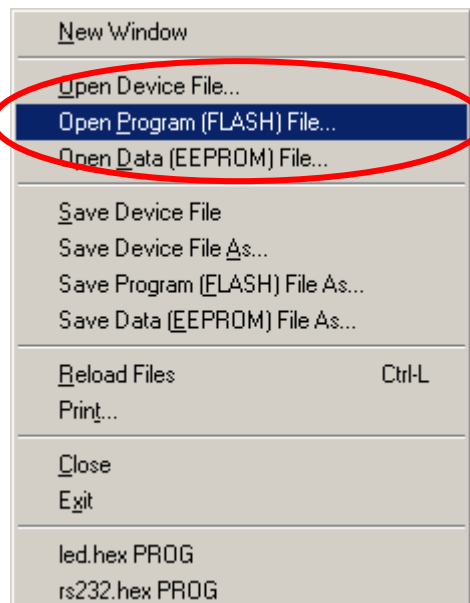 New Window
Open Device File...
Open Program (FLASH) File...
Open Data (EEPROM) File...
Save Device File
Save Device File As...
Save Program (FLASH) File As...
Save Data (EEPROM) File As...
Reload Files Ctrl-L
Print...
Close
Exit
led.hex PROG
rs232.hex PROG